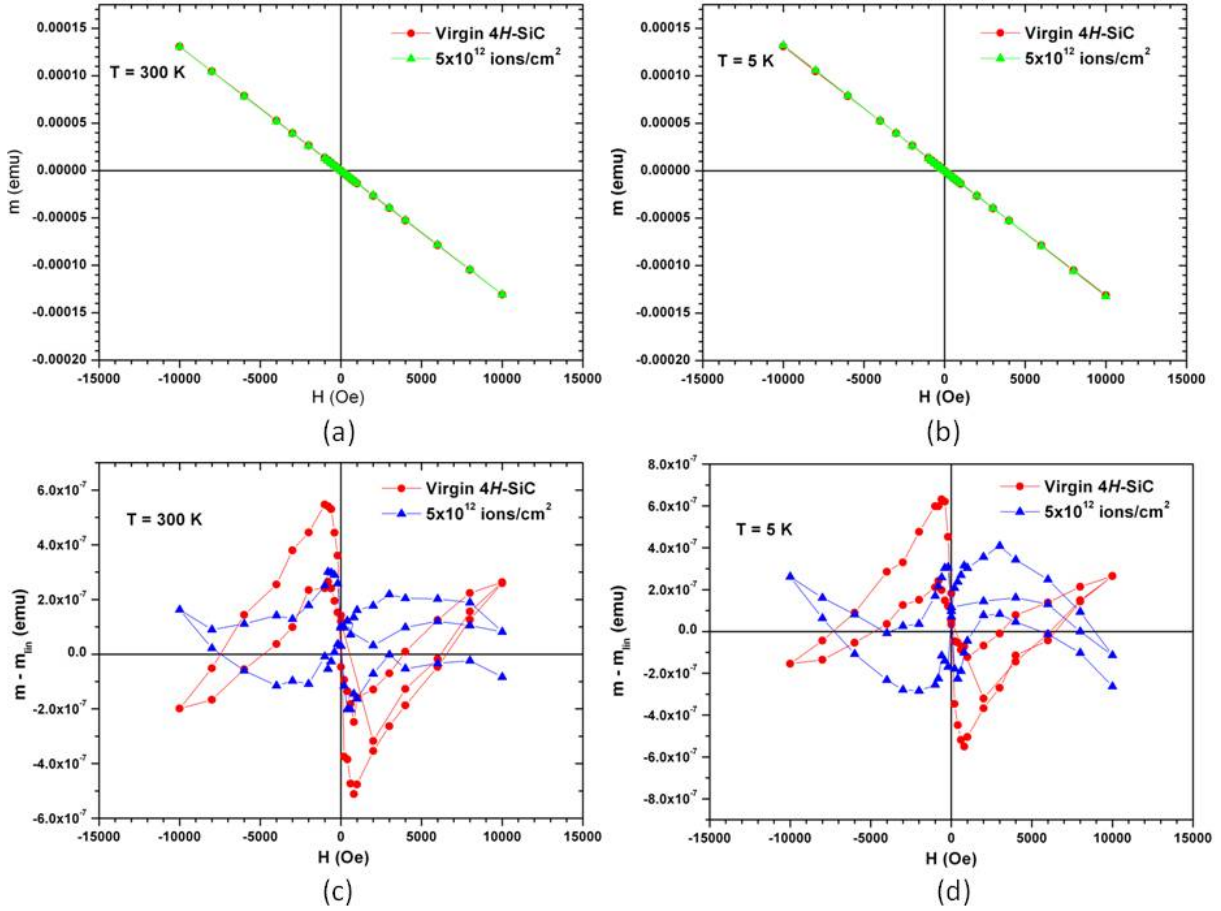 0.00015
0.00010
0.00005
0.00000
-0.00005
-0.00010
-0.00015
-0.00020
m (emu)
T = 300 K
Virgin 4H-SiC
5x10¹² ions/cm²
-15000 -10000 -5000 0 5000 10000 15000
H (Oe)
(a)
0.00015
0.00010
0.00005
0.00000
-0.00005
-0.00010
-0.00015
-0.00020
m (emu)
T = 5 K
Virgin 4H-SiC
5x10¹² ions/cm²
-15000 -10000 -5000 0 5000 10000 15000
H (Oe)
(b)
6.0x10⁻⁷
4.0x10⁻⁷
2.0x10⁻⁷
0.0
-2.0x10⁻⁷
-4.0x10⁻⁷
-6.0x10⁻⁷
m - mₗᵢₙ (emu)
T = 300 K
Virgin 4H-SiC
5x10¹² ions/cm²
-15000 -10000 -5000 0 5000 10000 15000
H (Oe)
(c)
8.0x10⁻⁷
6.0x10⁻⁷
4.0x10⁻⁷
2.0x10⁻⁷
0.0
-2.0x10⁻⁷
-4.0x10⁻⁷
-6.0x10⁻⁷
-8.0x10⁻⁷
m - mₗᵢₙ (emu)
T = 5 K
Virgin 4H-SiC
5x10¹² ions/cm²
-15000 -10000 -5000 0 5000 10000 15000
H (Oe)
(d)